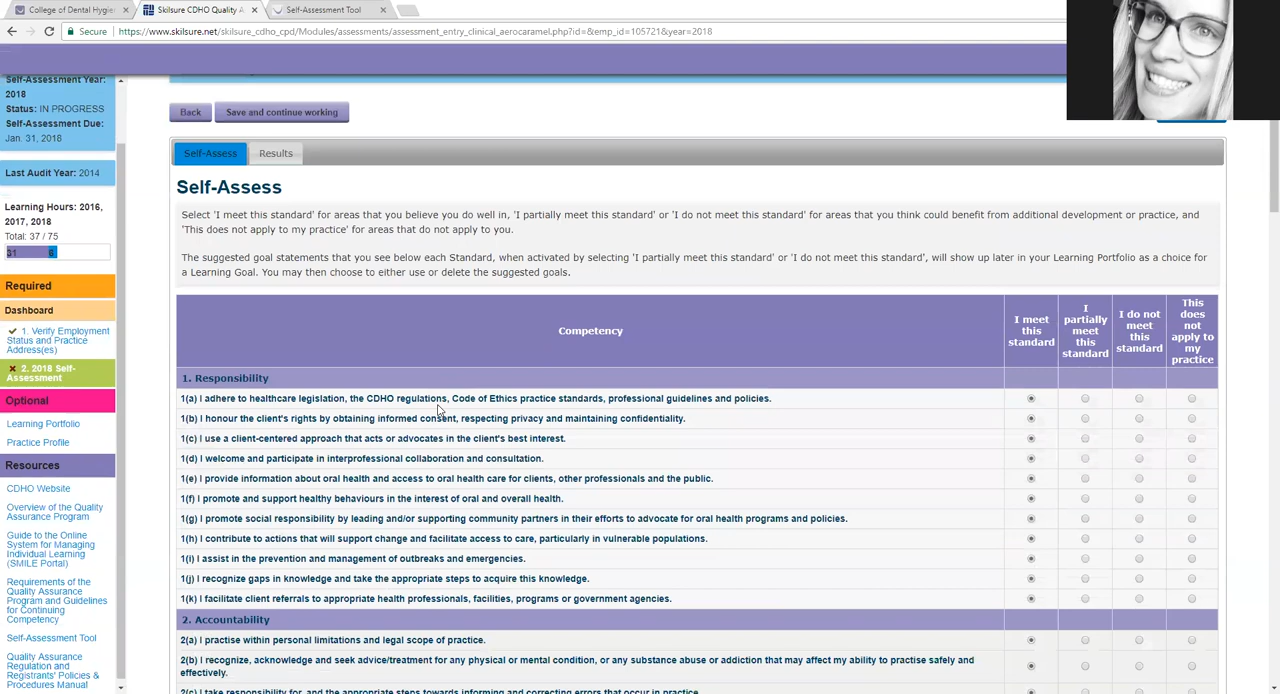 College of Dental Hygie
Skilsure CDHO Quality A
Self-Assessment Tool
Secure
https://www.skilsure.net/skilsure_cdho_cpd/Modules/assessments/assessment_entry_clinical_aerocaramel.php?id=&emp_id=105721&year=2018
Self-Assessment Year:
2018
Status: IN PROGRESS
Self-Assessment Due:
Jan. 31, 2018
Last Audit Year: 2014
Learning Hours: 2016,
2017, 2018
Total: 37 / 75
31 6
Required
Dashboard
1. Verify Employment
Status and Practice
Address(es)
2. 2018 Self-
Assessment
Optional
Learning Portfolio
Practice Profile
Resources
CDHO Website
Overview of the Quality
Assurance Program
Guide to the Online
System for Managing
Individual Learning
(SMILE Portal)
Requirements of the
Quality Assurance
Program and Guidelines
for Continuing
Competency
Self-Assessment Tool
Quality Assurance
Regulation and
Registrants' Policies &
Procedures Manual
Back
Save and continue working
Self-Assess
Results
Self-Assess
Select 'I meet this standard' for areas that you believe you do well in, 'I partially meet this standard' or 'I do not meet this standard' for areas that you think could benefit from additional development or practice, and
'This does not apply to my practice' for areas that do not apply to you.
The suggested goal statements that you see below each Standard, when activated by selecting 'I partially meet this standard' or 'I do not meet this standard', will show up later in your Learning Portfolio as a choice for
a Learning Goal. You may then choose to either use or delete the suggested goals.
Competency
I meet
this
standard
I
partially
meet
this
standard
I do not
meet
this
standard
This
does
not
apply to
my
practice
1. Responsibility
1(a) I adhere to healthcare legislation, the CDHO regulations, Code of Ethics practice standards, professional guidelines and policies.
1(b) I honour the client's rights by obtaining informed consent, respecting privacy and maintaining confidentiality.
1(c) I use a client-centered approach that acts or advocates in the client's best interest.
1(d) I welcome and participate in interprofessional collaboration and consultation.
1(e) I provide information about oral health and access to oral health care for clients, other professionals and the public.
1(f) I promote and support healthy behaviours in the interest of oral and overall health.
1(g) I promote social responsibility by leading and/or supporting community partners in their efforts to advocate for oral health programs and policies.
1(h) I contribute to actions that will support change and facilitate access to care, particularly in vulnerable populations.
1(i) I assist in the prevention and management of outbreaks and emergencies.
1(j) I recognize gaps in knowledge and take the appropriate steps to acquire this knowledge.
1(k) I facilitate client referrals to appropriate health professionals, facilities, programs or government agencies.
2. Accountability
2(a) I practise within personal limitations and legal scope of practice.
2(b) I recognize, acknowledge and seek advice/treatment for any physical or mental condition, or any substance abuse or addiction that may affect my ability to practise safely and
effectively.
2(c) I take responsibility for, and the appropriate steps towards informing and correcting errors that occur in practice.